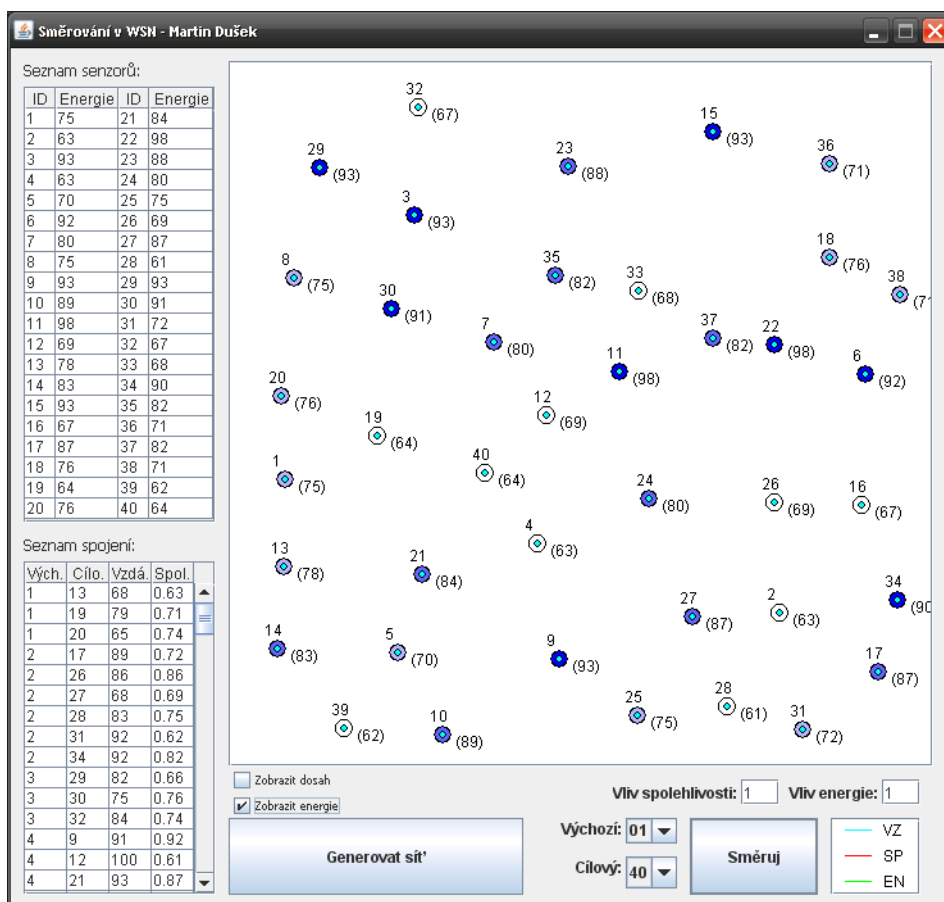 Směrování v WSN - Martin Dušek
Seznam senzorů:
ID Energie ID Energie
1 75 21 84
2 63 22 98
3 93 23 88
4 63 24 80
5 70 25 75
6 92 26 69
7 80 27 87
8 75 28 61
9 93 29 93
10 89 30 91
11 98 31 72
12 69 32 67
13 78 33 68
14 83 34 90
15 93 35 82
16 67 36 71
17 87 37 82
18 76 38 71
19 64 39 62
20 76 40 64
Seznam spojení:
Vých. Cílo. Vzdá. Spol.
1 13 68 0.63
1 19 79 0.71
1 20 65 0.74
2 17 89 0.72
2 26 86 0.86
2 27 68 0.69
2 28 83 0.75
2 31 92 0.62
2 34 92 0.82
3 29 82 0.66
3 30 75 0.76
3 32 84 0.74
4 9 91 0.92
4 12 100 0.61
4 21 93 0.87
32
(67)
15
(93)
29
(93)
23
(88)
36
(71)
3
(93)
18
(76)
8
(75)
35
(82)
33
(68)
38
(71
30
(91)
7
(80)
37
(82)
22
(98)
11
(98)
6
(92)
20
(76)
12
(69)
19
(64)
1
(75)
40
(64)
24
(80)
26
(69)
16
(67)
4
(63)
13
(78)
21
(84)
34
(90
27
(87)
2
(63)
14
(83)
5
(70)
9
(93)
17
(87)
39
(62)
10
(89)
25
(75)
28
(61)
31
(72)
Zobrazit dosah
Zobrazit energie
Vliv spolehlivosti: 1 Vliv energie: 1
Generovat síť
Výchozí: 01
Cílový: 40
Směruj
VZ
SP
EN